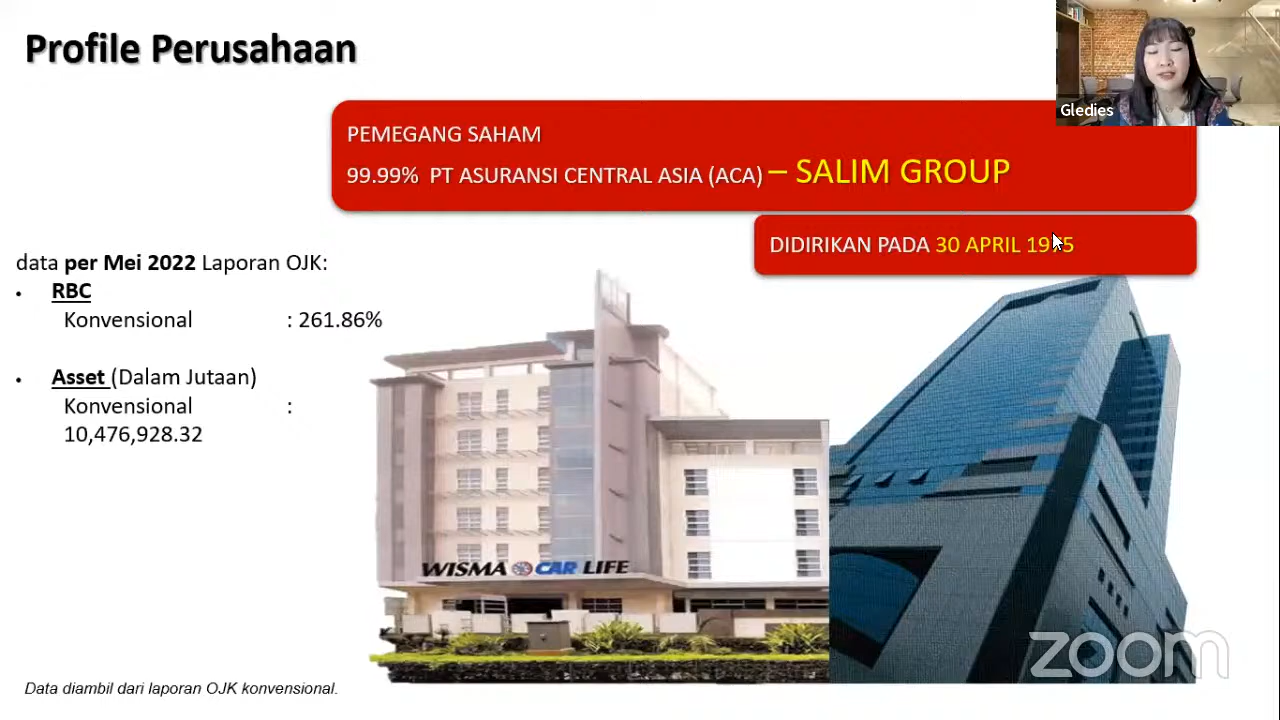 Profile Perusahaan
Gledies
PEMEGANG SAHAM
99.99% PT ASURANSI CENTRAL ASIA (ACA) – SALIM GROUP
DIDIRIKAN PADA 30 APRIL 1975
data per Mei 2022 Laporan OJK:
• RBC
Konvensional : 261.86%
• Asset (Dalam Jutaan)
Konvensional :
10,476,928.32
WISMA CAR LIFE
zoom
Data diambil dari laporan OJK konvensional.